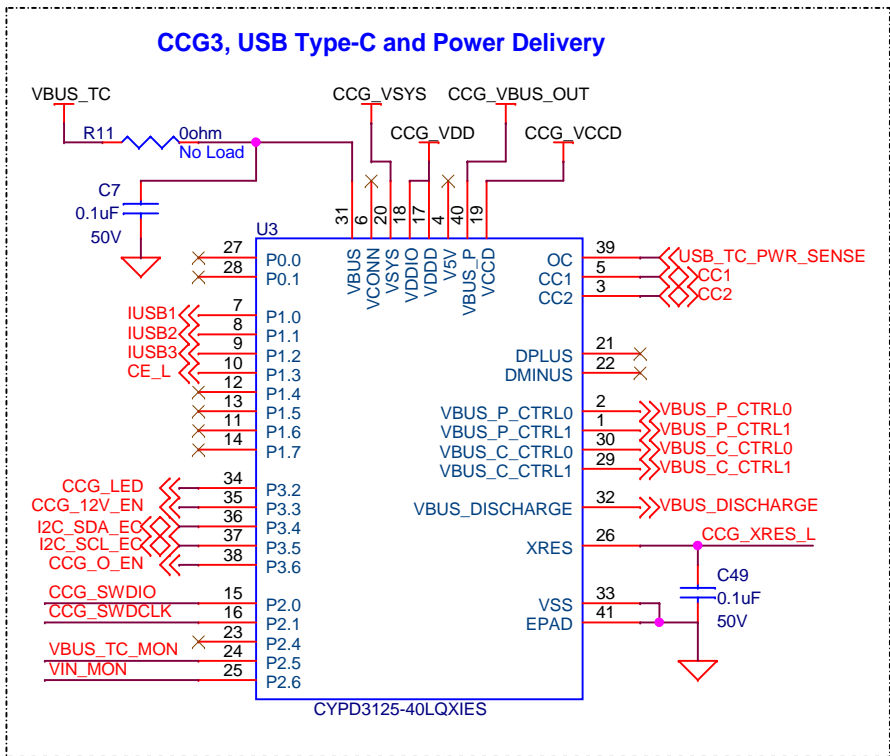 CCG3, USB Type-C and Power Delivery
VBUS_TC
CCG_VSYS
CCG_VBUS_OUT
R11
0ohm
No Load
CCG_VDD
CCG_VCCD
C7
0.1uF
50V
U3
31
6
20
18
17
4
40
19
VBUS
VCONN
VSYS
VDDIO
VDDD
V5V
VBUS_P
VCCD
27 P0.0
28 P0.1
IUSB1 7 P1.0
IUSB2 8 P1.1
IUSB3 9 P1.2
CE_L 10 P1.3
12 P1.4
13 P1.5
11 P1.6
14 P1.7
CCG_LED 34 P3.2
CCG_12V_EN 35 P3.3
I2C_SDA_EC 36 P3.4
I2C_SCL_EC 37 P3.5
CCG_O_EN 38 P3.6
CCG_SWDIO 15 P2.0
CCG_SWDCLK 16 P2.1
23 P2.4
VBUS_TC_MON 24 P2.5
VIN_MON 25 P2.6
OC 39 USB_TC_PWR_SENSE
CC1 5 CC1
CC2 3 CC2
DPLUS 21
DMINUS 22
VBUS_P_CTRL0 2 VBUS_P_CTRL0
VBUS_P_CTRL1 1 VBUS_P_CTRL1
VBUS_C_CTRL0 30 VBUS_C_CTRL0
VBUS_C_CTRL1 29 VBUS_C_CTRL1
VBUS_DISCHARGE 32 VBUS_DISCHARGE
XRES 26 CCG_XRES_L
C49
0.1uF
50V
VSS 33
EPAD 41
CYPD3125-40LQXIES